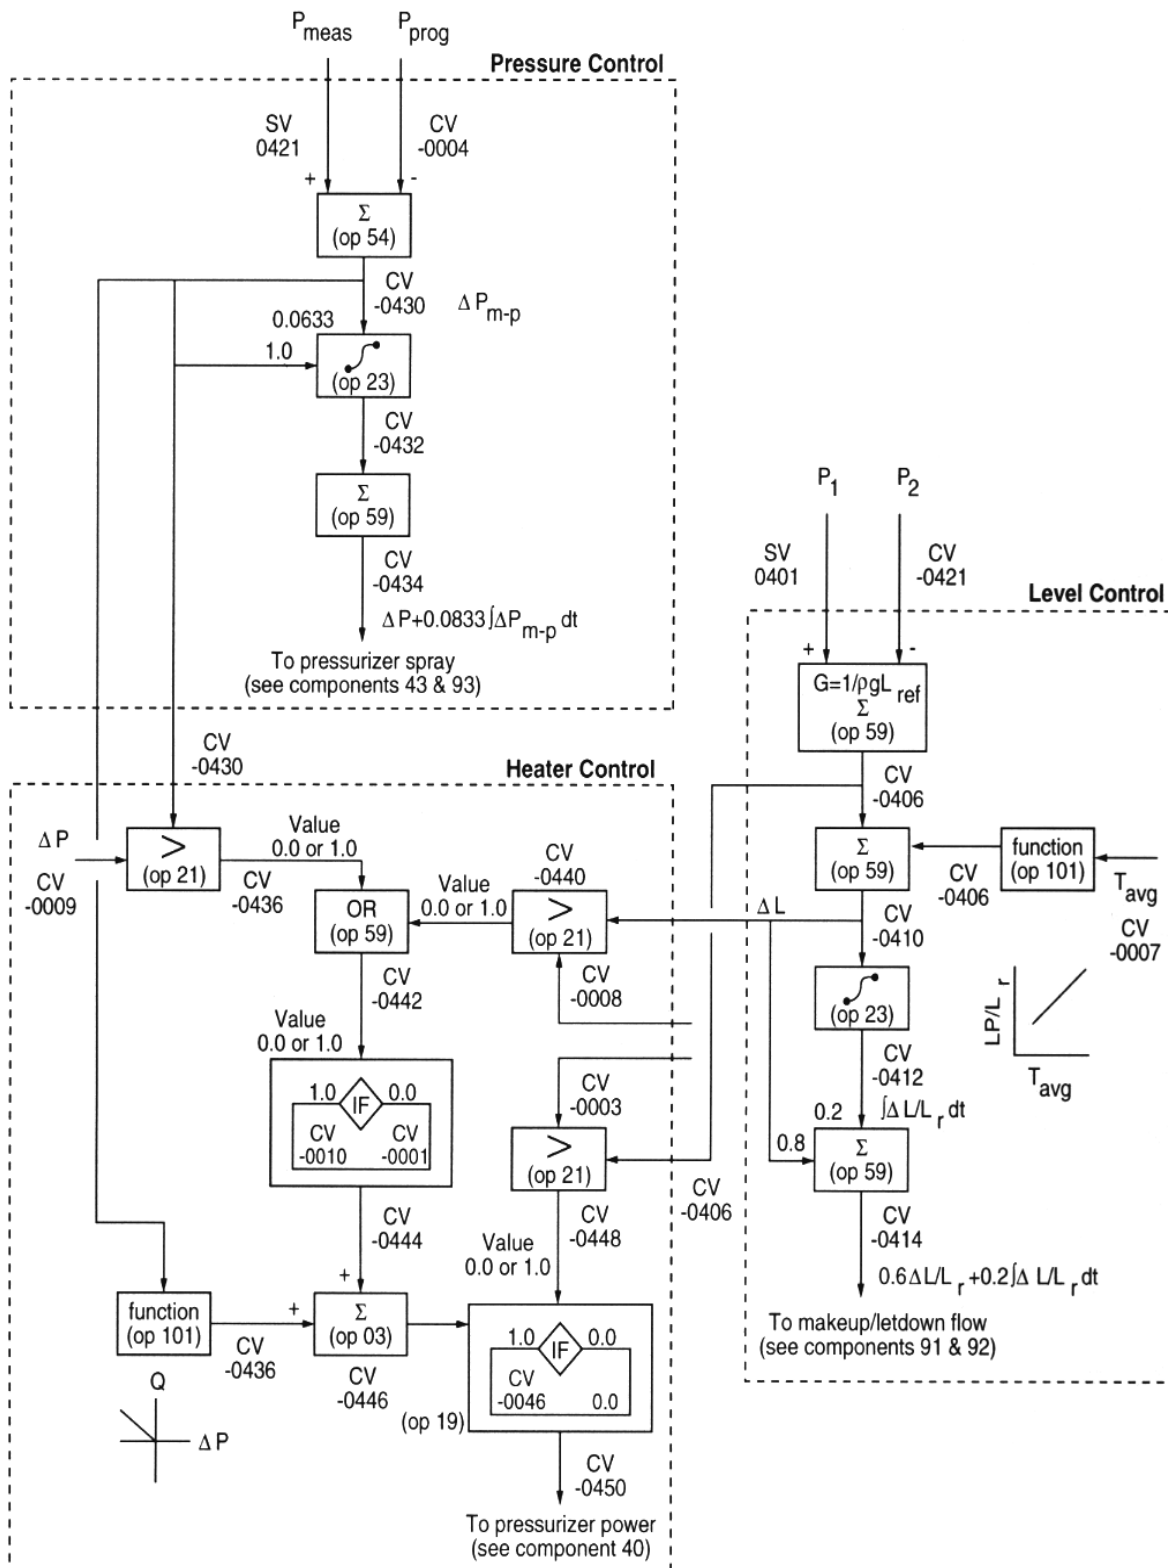 P meas
P prog
Pressure Control
SV
0421
CV
-0004
+
-
Σ
(op 54)
CV
-0430
Δ P m-p
0.0633
1.0
(op 23)
CV
-0432
Σ
(op 59)
CV
-0434
Δ P+0.0833 ∫ΔP m-p dt
To pressurizer spray
(see components 43 & 93)
CV
-0430
P 1
P 2
SV
0401
CV
-0421
Level Control
+
-
G=1/ρgL ref
Σ
(op 59)
CV
-0406
Σ
(op 59)
function
(op 101)
CV
-0406
T avg
CV
-0007
LP/L r
T avg
Δ L
CV
-0410
(op 23)
CV
-0412
0.2
∫Δ L/L r dt
0.8
Σ
(op 59)
CV
-0414
0.6 Δ L/L r +0.2 ∫Δ L/L r dt
To makeup/letdown flow
(see components 91 & 92)
Heater Control
Δ P
CV
-0009
>
(op 21)
Value
0.0 or 1.0
CV
-0436
OR
(op 59)
Value
0.0 or 1.0
CV
-0440
>
(op 21)
CV
-0008
CV
-0442
Value
0.0 or 1.0
1.0
IF
0.0
CV
-0010
CV
-0001
CV
-0003
>
(op 21)
CV
-0406
CV
-0444
CV
-0448
Value
0.0 or 1.0
function
(op 101)
+
CV
-0436
+
Σ
(op 03)
CV
-0446
Q
Δ P
1.0
IF
0.0
CV
-0046
0.0
(op 19)
CV
-0450
To pressurizer power
(see component 40)